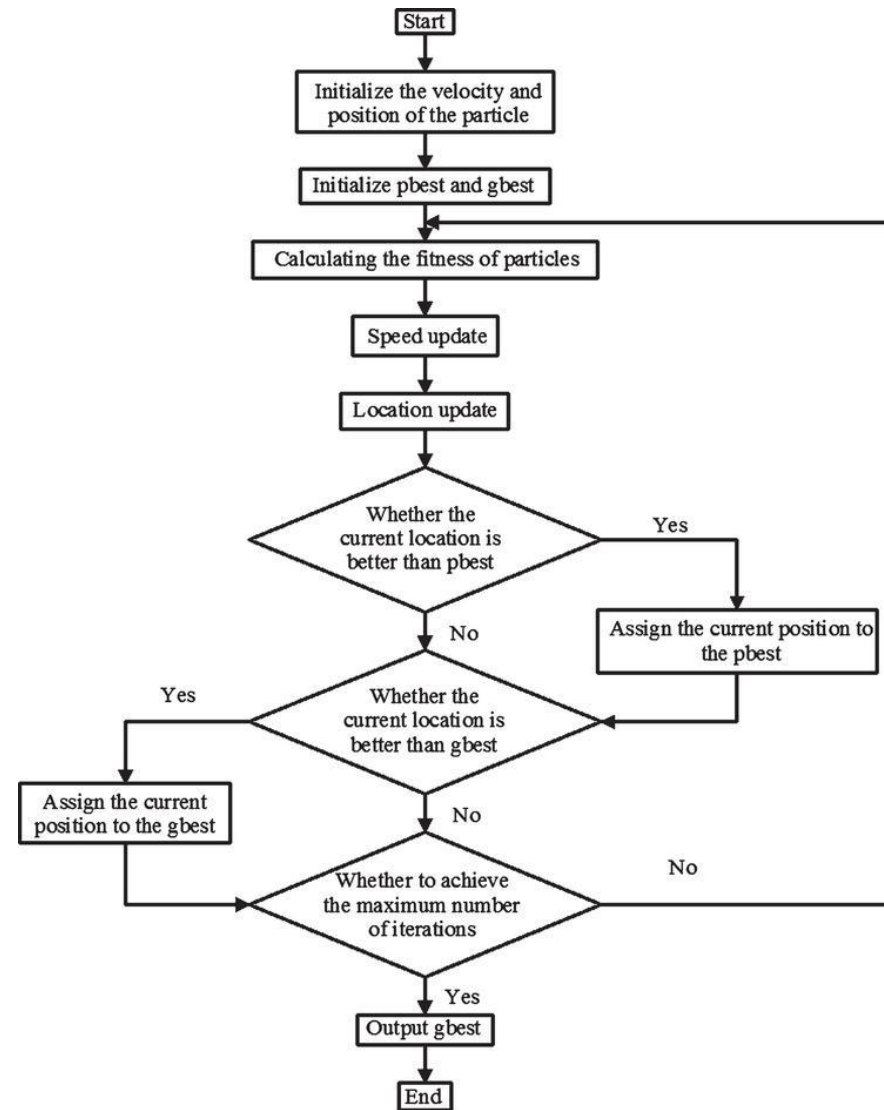 Start
Initialize the velocity and
position of the particle
Initialize pbest and gbest
Calculating the fitness of particles
Speed update
Location update
Whether the
current location is
better than pbest
Yes
No
Assign the current position to
the pbest
Whether the
current location is
better than gbest
Yes
No
Assign the current
position to the gbest
Whether to achieve
the maximum number
of iterations
No
Yes
Output gbest
End